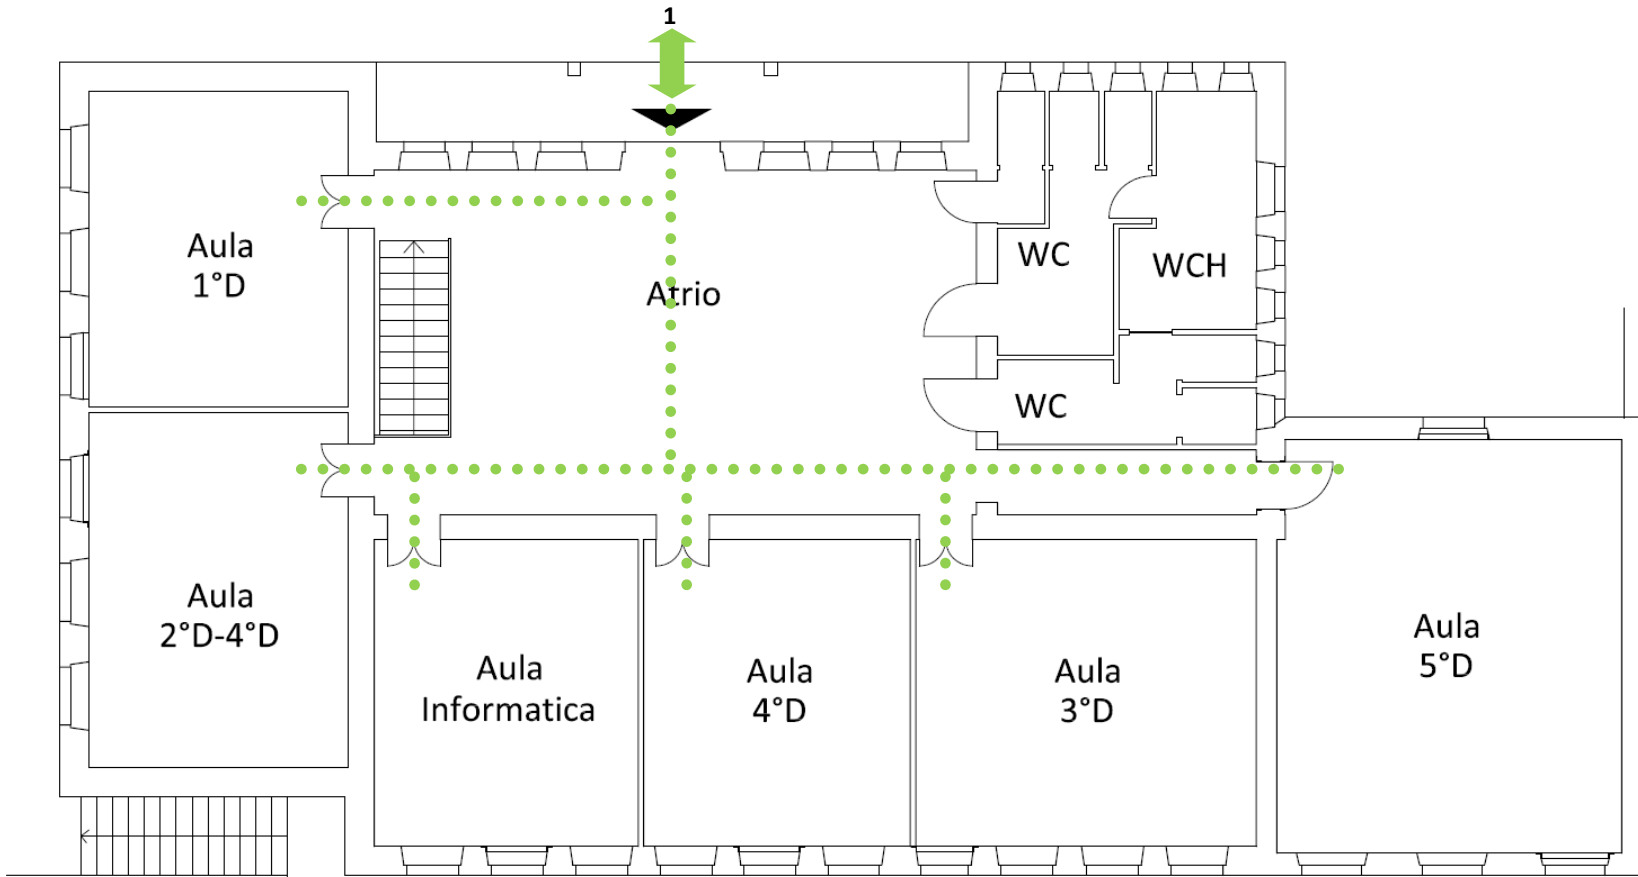 1
Aula
1°D
Atrio
WC
WCH
WC
Aula
2°D-4°D
Aula
Informatica
Aula
4°D
Aula
3°D
Aula
5°D